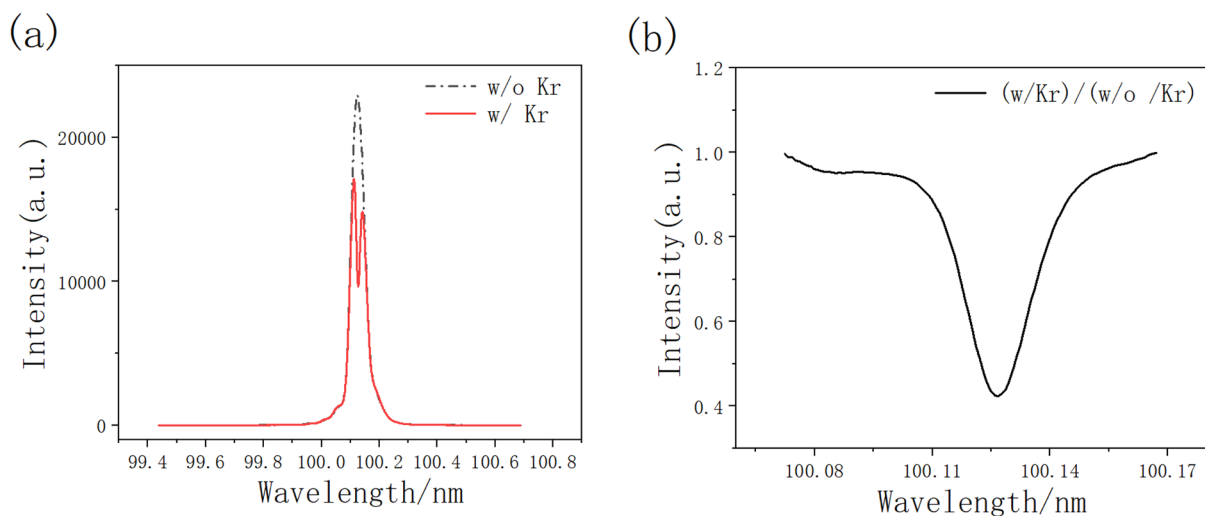 (a)
w/o Kr
w/ Kr
Intensity(a.u.)
20000
10000
0
99.4 99.6 99.8 100.0 100.2 100.4 100.6 100.8
Wavelength/nm
(b)
(w/Kr)/(w/o /Kr)
Intensity(a.u.)
1.2
1.0
0.8
0.6
0.4
100.08 100.11 100.14 100.17
Wavelength/nm